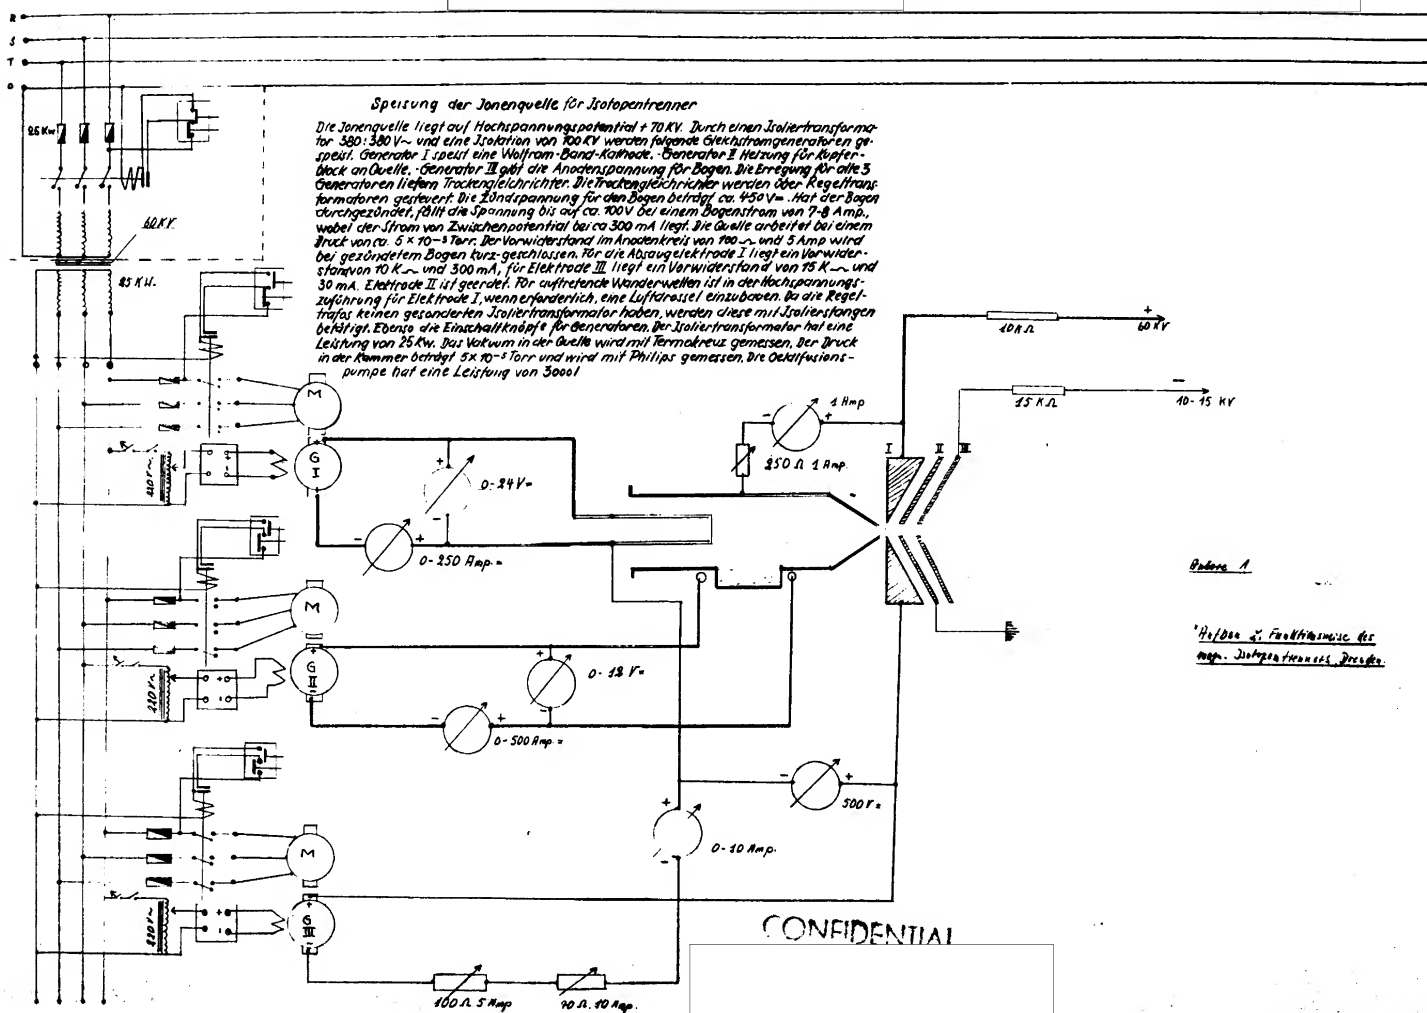 R
S
T
0
25 Kw
60 KV
25 KW.
Speisung der Jonenquelle für Isotopentrenner
Die Jonenquelle liegt auf Hochspannungspotential + 70 KV. Durch einen Isoliertransforma-
tor 380:380 V~ und eine Isolation von 100 KV werden folgende Gleichstromgeneratoren ge-
speist. Generator I speist eine Wolfram-Band-Kathode. - Generator II Heizung für Kupfer-
block an Quelle. - Generator III gibt die Anodenspannung für Bogen. Die Erregung für alle 3
Generatoren liefern Trockengleichrichter. Die Trockengleichrichter werden über Regeltrans-
formatoren gesteuert. Die Zündspannung für den Bogen beträgt ca. 450 V=. Hat der Bogen
durchgezündet, fällt die Spannung bis auf ca. 100V bei einem Bogenstrom von 7-8 Amp.,
wobei der Strom von Zwischenpotential bei ca 300 mA liegt. Die Quelle arbeitet bei einem
Druck von ca. 5 × 10⁻³ Torr. Der Vorwiderstand im Anodenkreis von 100 Ω und 5 Amp wird
bei gezündetem Bogen kurz-geschlossen. Für die Absaugelektrode I liegt ein Vorwider-
stand von 10 K Ω und 300 mA, für Elektrode III liegt ein Vorwiderstand von 15 K Ω und
30 mA. Elektrode II ist geerdet. Für auftretende Wanderwellen ist in der Hochspannungs-
zuführung für Elektrode I, wenn erforderlich, eine Luftdrossel einzubauen. Da die Regel-
trafos keinen gesonderten Isoliertransformator haben, werden diese mit Isolierstangen
betätigt. Ebenso die Einschaltknöpfe für Generatoren. Der Isoliertransformator hat eine
Leistung von 25 Kw. Das Vakuum in der Quelle wird mit Termokreuz gemessen. Der Druck
in der Kammer beträgt 5 × 10⁻⁵ Torr und wird mit Philips gemessen. Die Oeldifusions-
pumpe hat eine Leistung von 3000 l
10 K Ω
+
60 KV
15 K Ω
−
10-15 KV
1 Amp
− +
250 Ω 1 Amp.
I II III
M
G
I
220 V~
+
−
0-24 V=
− +
0-250 Amp.=
M
G
II
220 V~
+
−
0-12 V=
− +
0-500 Amp.=
M
G
III
220 V~
− +
500 V=
+
−
0-10 Amp.
100 Ω 5 Amp
70 Ω. 10 Amp.
Aufbau u. Funktionsweise des
magn. Isotopentrenners Dresden.
CONFIDENTIAL